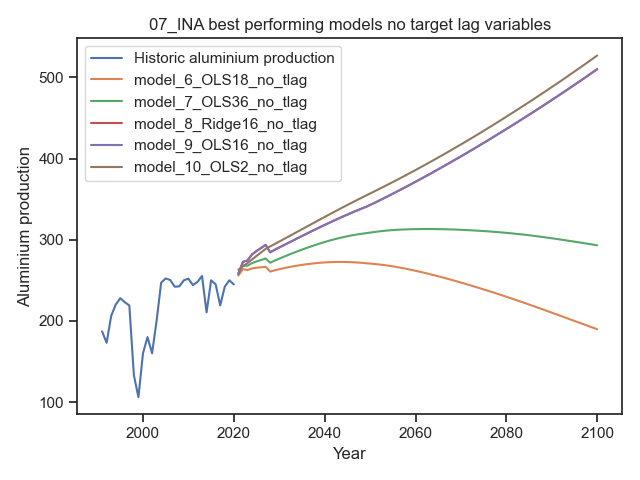 07_INA best performing models no target lag variables
Historic aluminium production
model_6_OLS18_no_tlag
model_7_OLS36_no_tlag
model_8_Ridge16_no_tlag
model_9_OLS16_no_tlag
model_10_OLS2_no_tlag
500
400
300
200
100
Aluminium production
2000
2020
2040
2060
2080
2100
Year